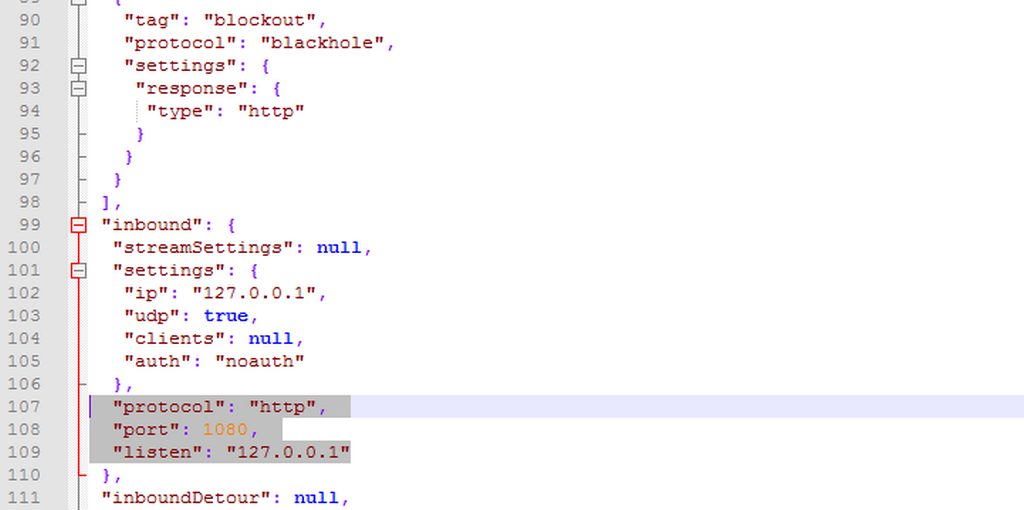 90 "tag": "blockout",
91 "protocol": "blackhole",
92 "settings": {
93 "response": {
94 "type": "http"
95 }
96 }
97 }
98 ],
99 "inbound": {
100 "streamSettings": null,
101 "settings": {
102 "ip": "127.0.0.1",
103 "udp": true,
104 "clients": null,
105 "auth": "noauth"
106 },
107 "protocol": "http",
108 "port": 1080,
109 "listen": "127.0.0.1"
110 },
111 "inboundDetour": null,